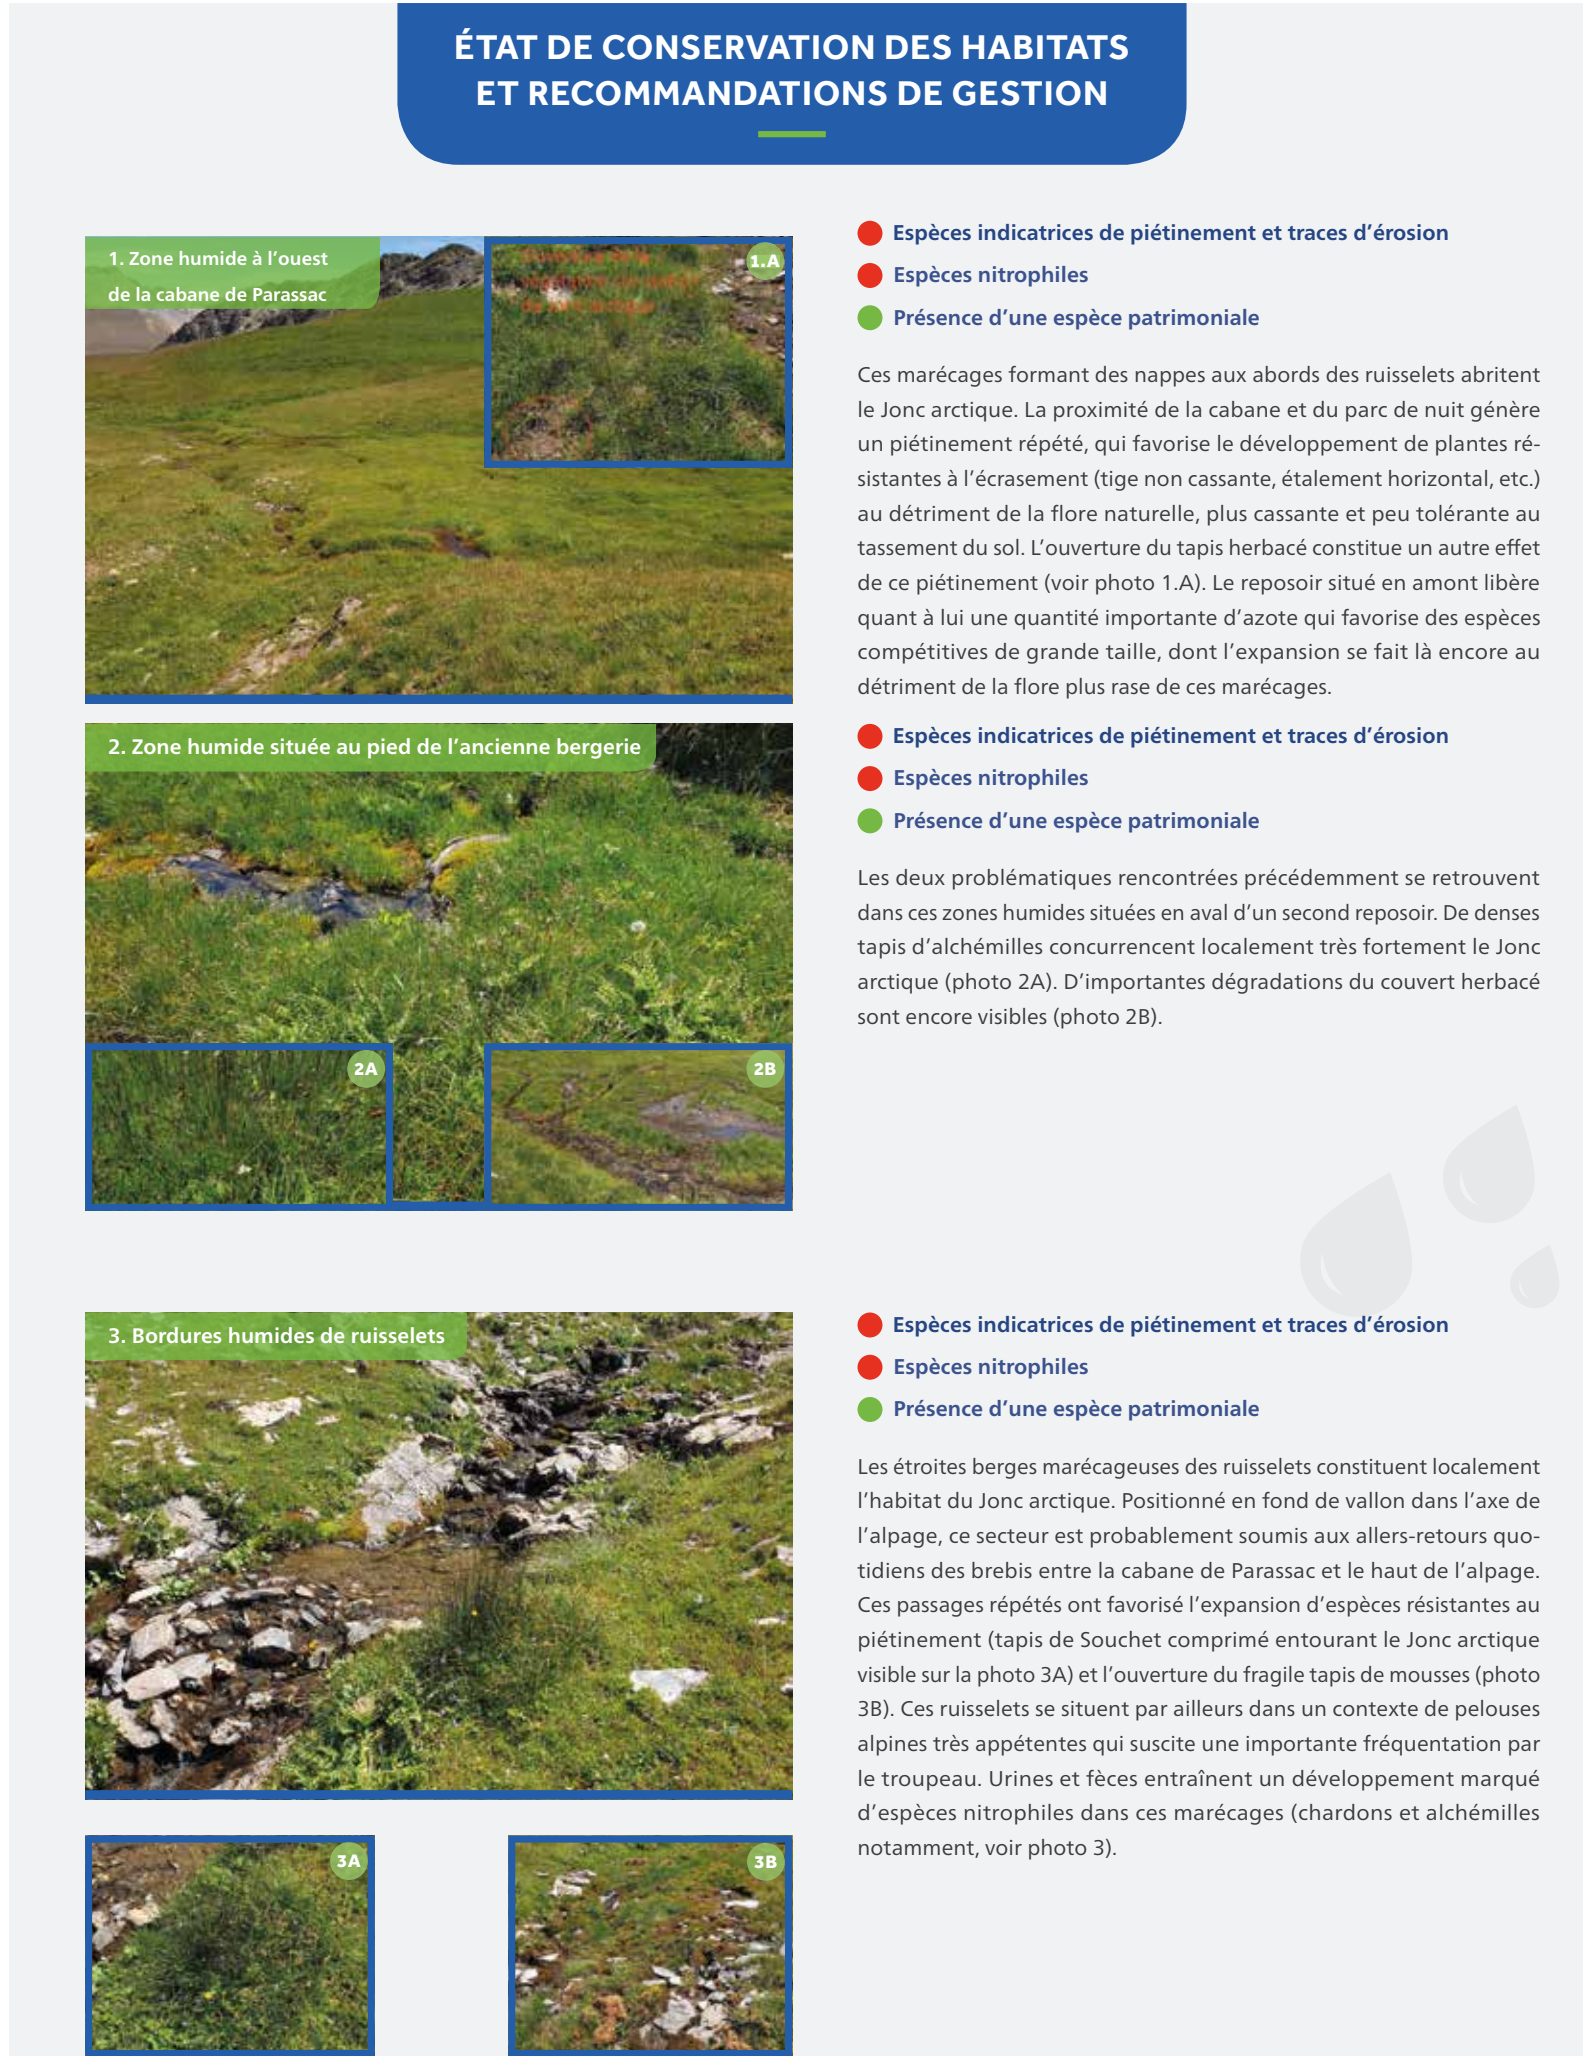 ÉTAT DE CONSERVATION DES HABITATS
ET RECOMMANDATIONS DE GESTION
1. Zone humide à l'ouest
de la cabane de Parassac
1.A
Espèces indicatrices de piétinement et traces d'érosion
Espèces nitrophiles
Présence d'une espèce patrimoniale
Ces marécages formant des nappes aux abords des ruisselets abritent
le Jonc arctique. La proximité de la cabane et du parc de nuit génère
un piétinement répété, qui favorise le développement de plantes ré-
sistantes à l'écrasement (tige non cassante, étalement horizontal, etc.)
au détriment de la flore naturelle, plus cassante et peu tolérante au
tassement du sol. L'ouverture du tapis herbacé constitue un autre effet
de ce piétinement (voir photo 1.A). Le reposoir situé en amont libère
quant à lui une quantité importante d'azote qui favorise des espèces
compétitives de grande taille, dont l'expansion se fait là encore au
détriment de la flore plus rase de ces marécages.
2. Zone humide située au pied de l'ancienne bergerie
2A
2B
Espèces indicatrices de piétinement et traces d'érosion
Espèces nitrophiles
Présence d'une espèce patrimoniale
Les deux problématiques rencontrées précédemment se retrouvent
dans ces zones humides situées en aval d'un second reposoir. De denses
tapis d'alchémilles concurrencent localement très fortement le Jonc
arctique (photo 2A). D'importantes dégradations du couvert herbacé
sont encore visibles (photo 2B).
3. Bordures humides de ruisselets
3A
3B
Espèces indicatrices de piétinement et traces d'érosion
Espèces nitrophiles
Présence d'une espèce patrimoniale
Les étroites berges marécageuses des ruisselets constituent localement
l'habitat du Jonc arctique. Positionné en fond de vallon dans l'axe de
l'alpage, ce secteur est probablement soumis aux allers-retours quo-
tidiens des brebis entre la cabane de Parassac et le haut de l'alpage.
Ces passages répétés ont favorisé l'expansion d'espèces résistantes au
piétinement (tapis de Souchet comprimé entourant le Jonc arctique
visible sur la photo 3A) et l'ouverture du fragile tapis de mousses (photo
3B). Ces ruisselets se situent par ailleurs dans un contexte de pelouses
alpines très appétentes qui suscite une importante fréquentation par
le troupeau. Urines et fèces entraînent un développement marqué
d'espèces nitrophiles dans ces marécages (chardons et alchémilles
notamment, voir photo 3).